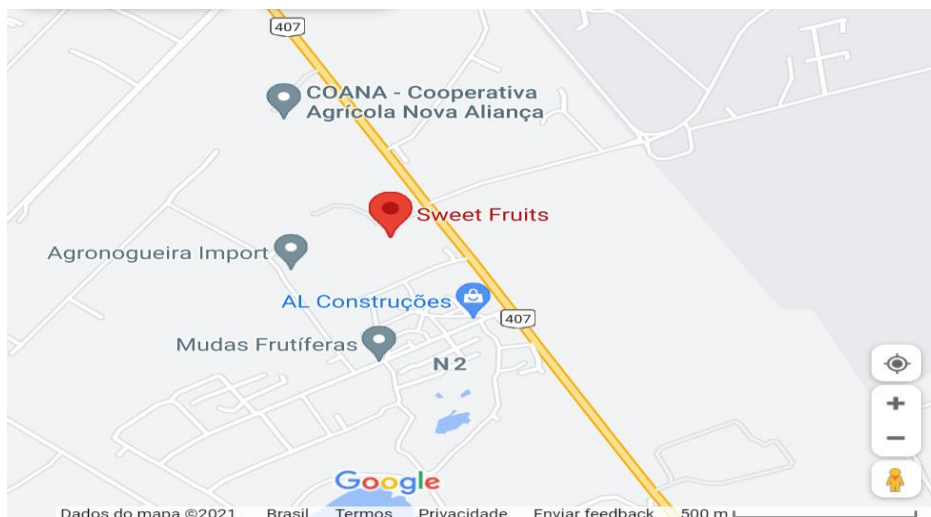 407
COANA - Cooperativa
Agrícola Nova Aliança
Sweet Fruits
Agronogueira Import
AL Construções
407
Mudas Frutíferas
N 2
Google
Dados do mapa ©2021 Brasil Termos Privacidade Enviar feedback 500 m